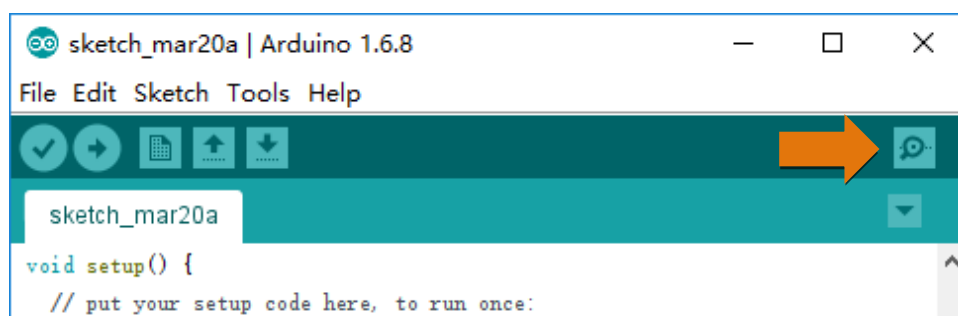 sketch_mar20a | Arduino 1.6.8
File Edit Sketch Tools Help
sketch_mar20a
void setup() {
// put your setup code here, to run once: